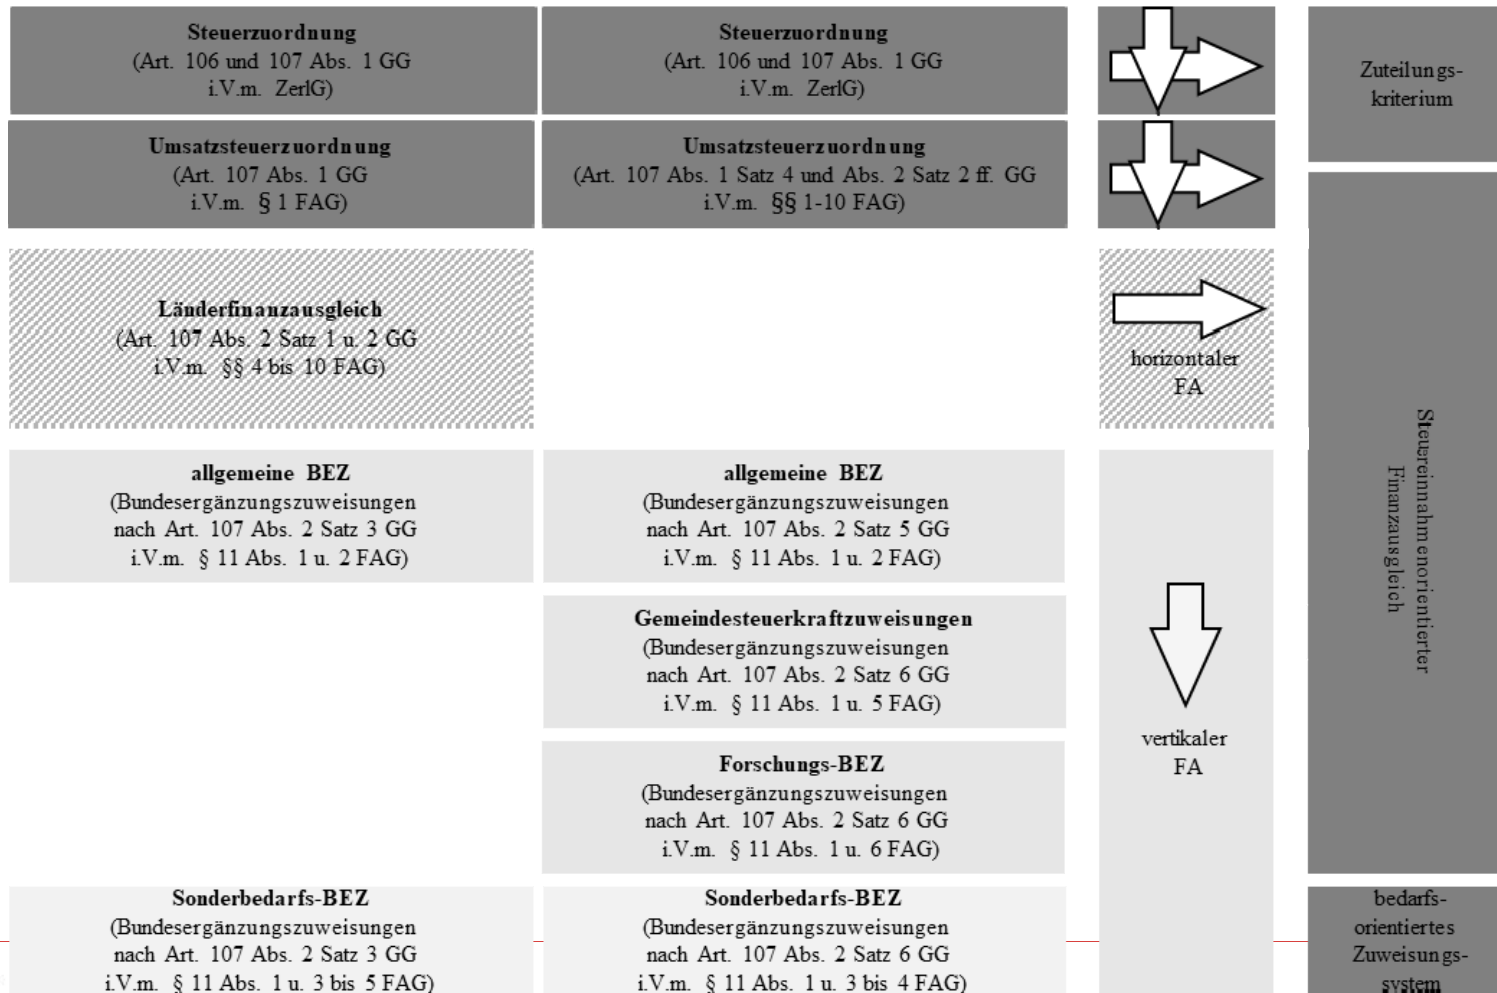 Steuerzuordnung
(Art. 106 und 107 Abs. 1 GG
i.V.m. ZerlG)
Steuerzuordnung
(Art. 106 und 107 Abs. 1 GG
i.V.m. ZerlG)
Zuteilungs-
kriterium
Umsatzsteuerzuordnung
(Art. 107 Abs. 1 GG
i.V.m. § 1 FAG)
Umsatzsteuerzuordnung
(Art. 107 Abs. 1 Satz 4 und Abs. 2 Satz 2 ff. GG
i.V.m. §§ 1-10 FAG)
Länderfinanzausgleich
(Art. 107 Abs. 2 Satz 1 u. 2 GG
i.V.m. §§ 4 bis 10 FAG)
horizontaler
FA
Steuereinnahmenorientierter
Finanzausgleich
allgemeine BEZ
(Bundesergänzungszuweisungen
nach Art. 107 Abs. 2 Satz 3 GG
i.V.m. § 11 Abs. 1 u. 2 FAG)
allgemeine BEZ
(Bundesergänzungszuweisungen
nach Art. 107 Abs. 2 Satz 5 GG
i.V.m. § 11 Abs. 1 u. 2 FAG)
Gemeindesteuerkraftzuweisungen
(Bundesergänzungszuweisungen
nach Art. 107 Abs. 2 Satz 6 GG
i.V.m. § 11 Abs. 1 u. 5 FAG)
vertikaler
FA
Forschungs-BEZ
(Bundesergänzungszuweisungen
nach Art. 107 Abs. 2 Satz 6 GG
i.V.m. § 11 Abs. 1 u. 6 FAG)
Sonderbedarfs-BEZ
(Bundesergänzungszuweisungen
nach Art. 107 Abs. 2 Satz 3 GG
i.V.m. § 11 Abs. 1 u. 3 bis 5 FAG)
Sonderbedarfs-BEZ
(Bundesergänzungszuweisungen
nach Art. 107 Abs. 2 Satz 6 GG
i.V.m. § 11 Abs. 1 u. 3 bis 4 FAG)
bedarfs-
orientiertes
Zuweisungs-
system